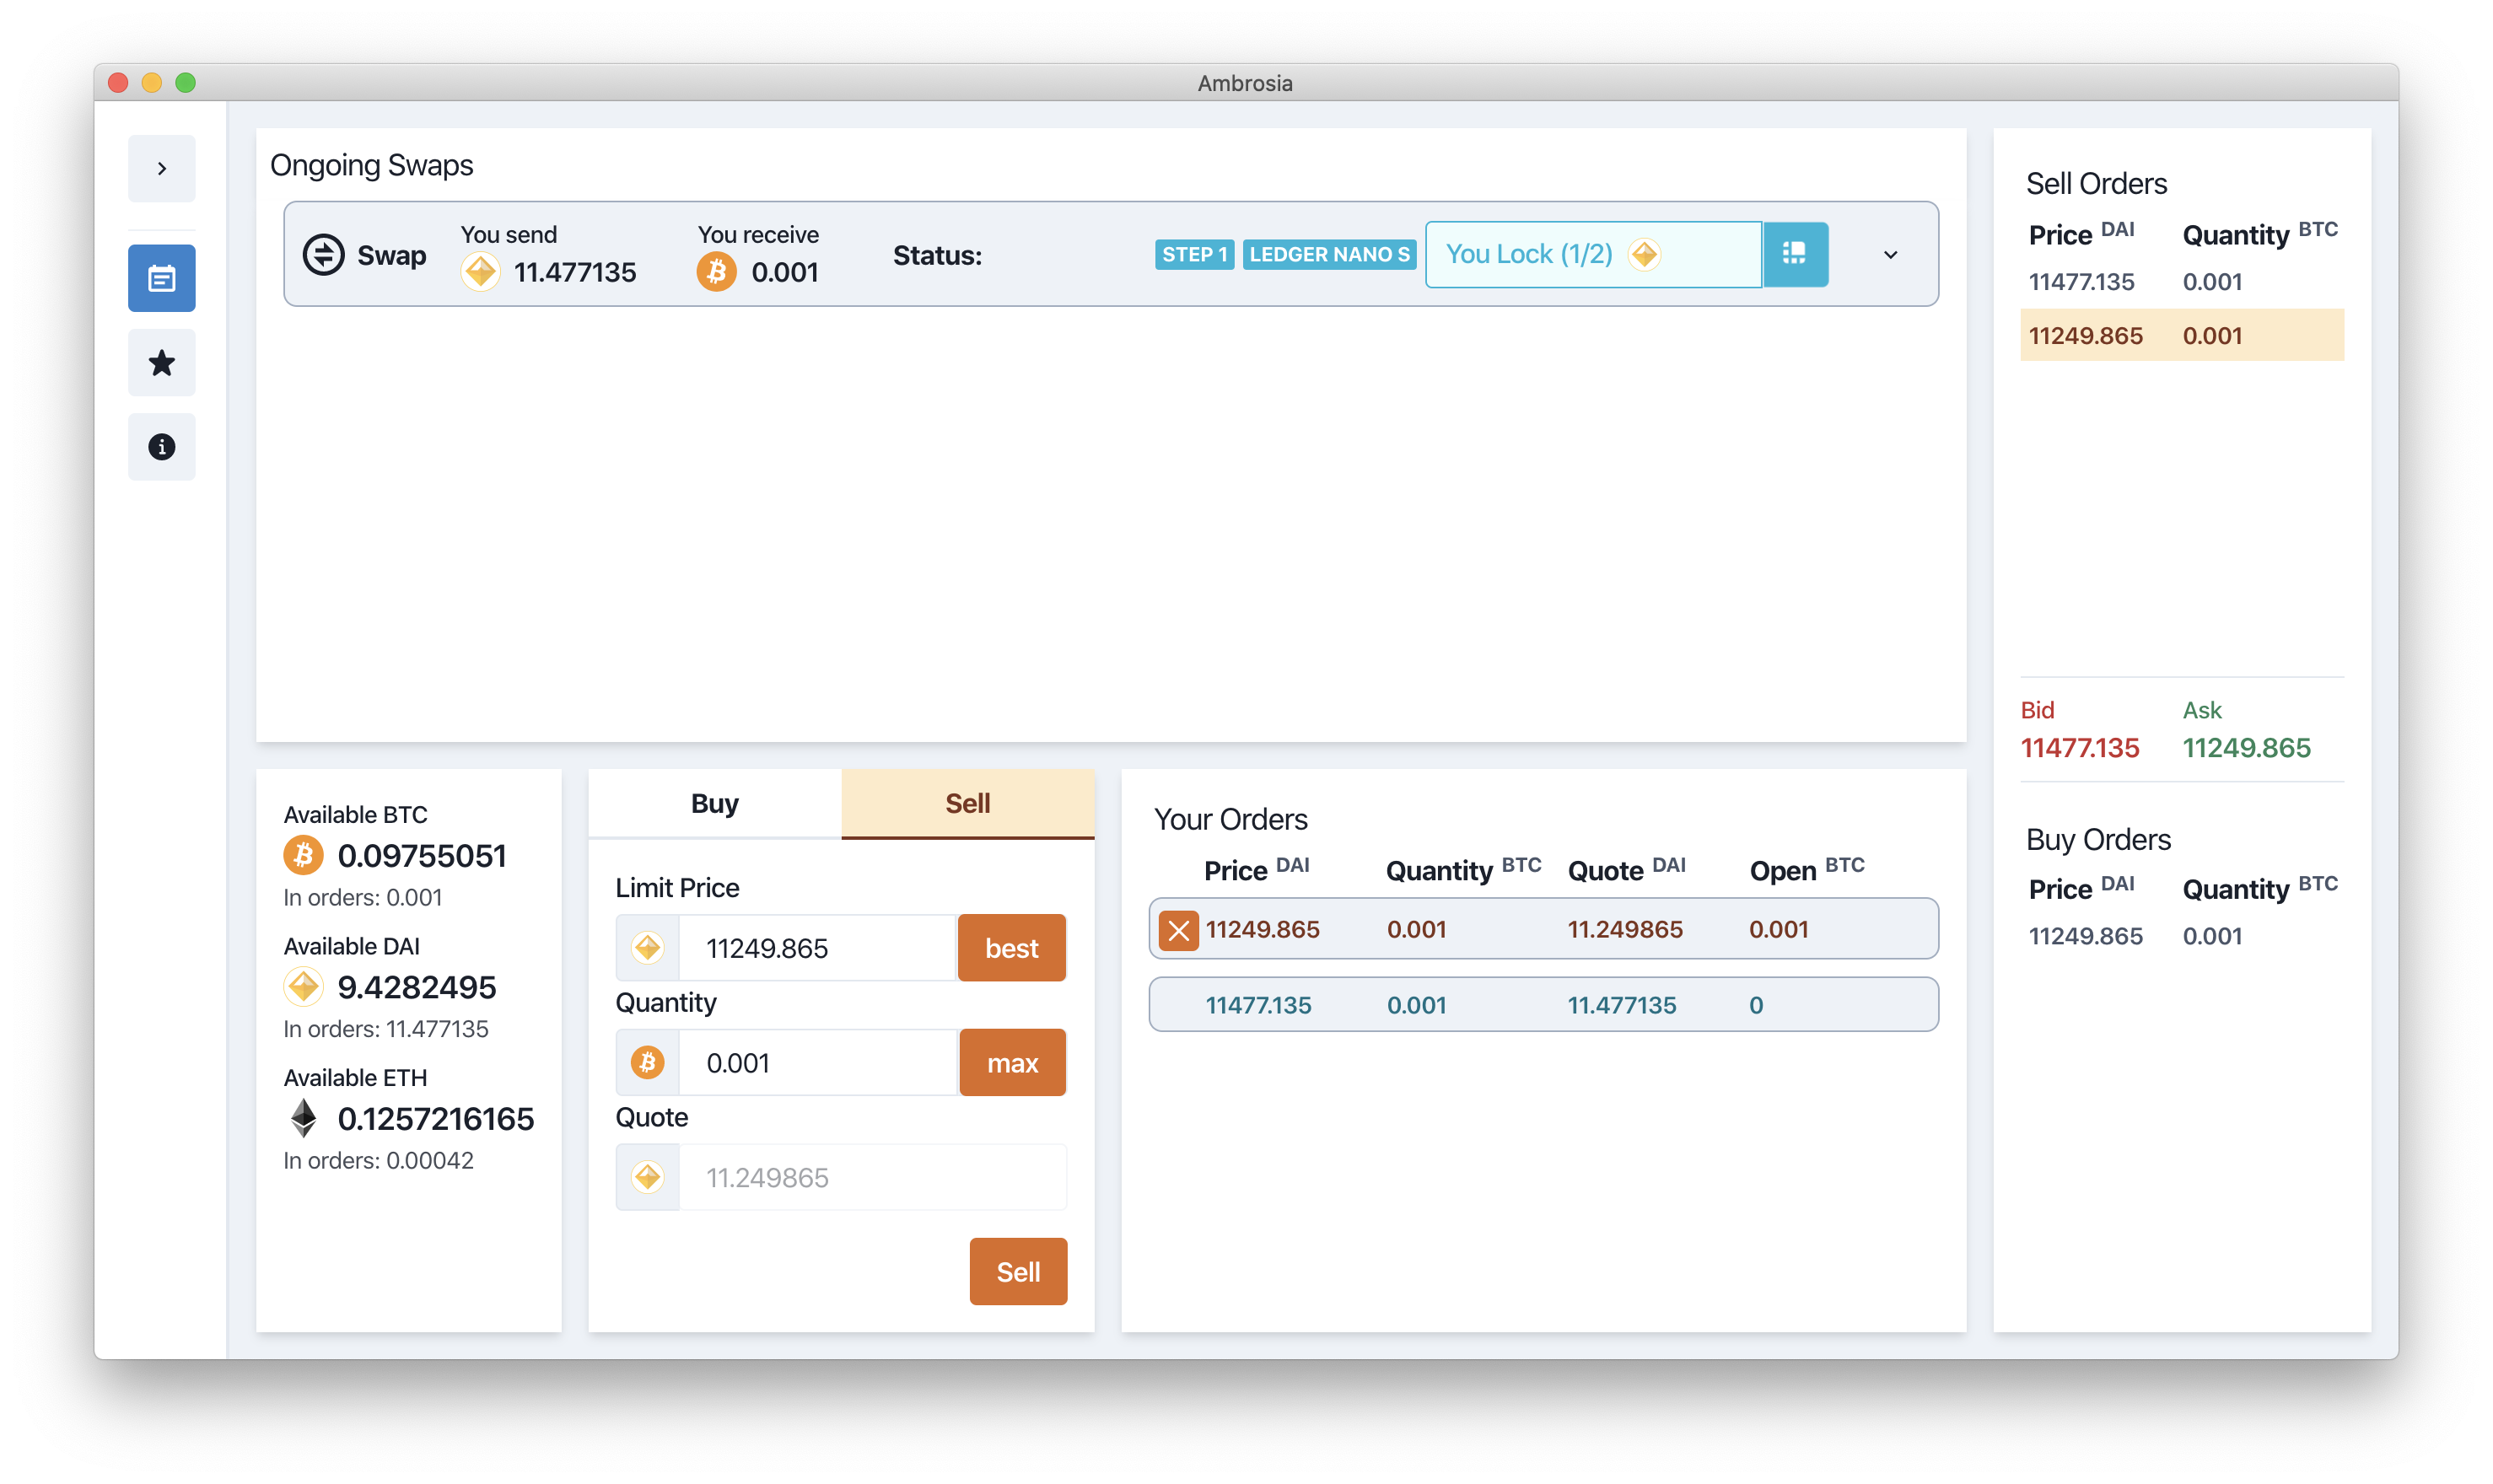 Ambrosia
Ongoing Swaps
Swap
You send
11.477135
You receive
0.001
Status:
STEP 1
LEDGER NANO S
You Lock (1/2)
Available BTC
0.09755051
In orders: 0.001
Available DAI
9.4282495
In orders: 11.477135
Available ETH
0.1257216165
In orders: 0.00042
Buy
Sell
Limit Price
11249.865
best
Quantity
0.001
max
Quote
11.249865
Sell
Your Orders
Price DAI Quantity BTC Quote DAI Open BTC
11249.865 0.001 11.249865 0.001
11477.135 0.001 11.477135 0
Sell Orders
Price DAI Quantity BTC
11477.135 0.001
11249.865 0.001
Bid Ask
11477.135 11249.865
Buy Orders
Price DAI Quantity BTC
11249.865 0.001